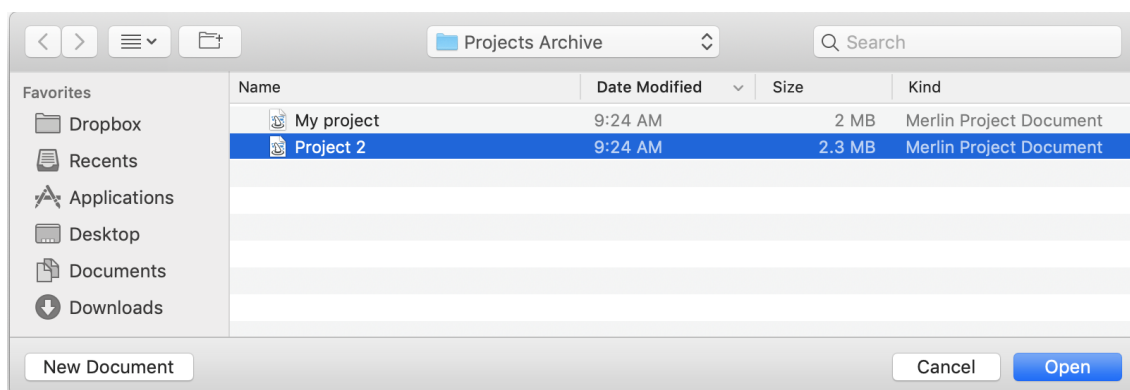 Projects Archive
Search
Favorites
Dropbox
Recents
Applications
Desktop
Documents
Downloads
Name Date Modified Size Kind
My project 9:24 AM 2 MB Merlin Project Document
Project 2 9:24 AM 2.3 MB Merlin Project Document
New Document Cancel Open